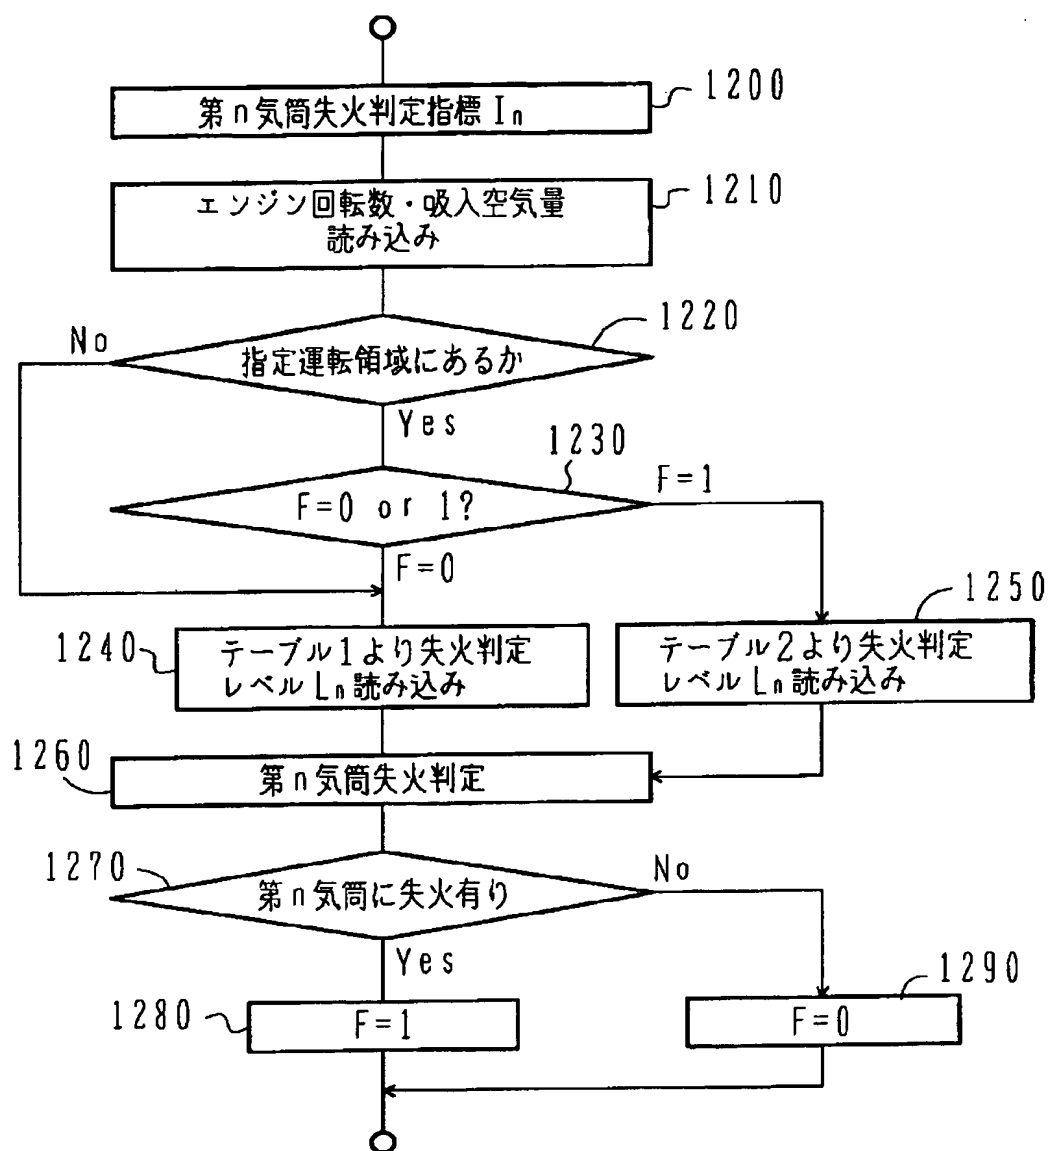 1200
第n気筒失火判定指標 In
1210
エンジン回転数・吸入空気量
読み込み
1220
No
指定運転領域にあるか
Yes
1230
F=1
F=0 or 1?
F=0
1240
テーブル1より失火判定
レベルLn読み込み
1250
テーブル2より失火判定
レベルLn読み込み
1260
第n気筒失火判定
1270
No
第n気筒に失火有り
Yes
1280
F=1
1290
F=0